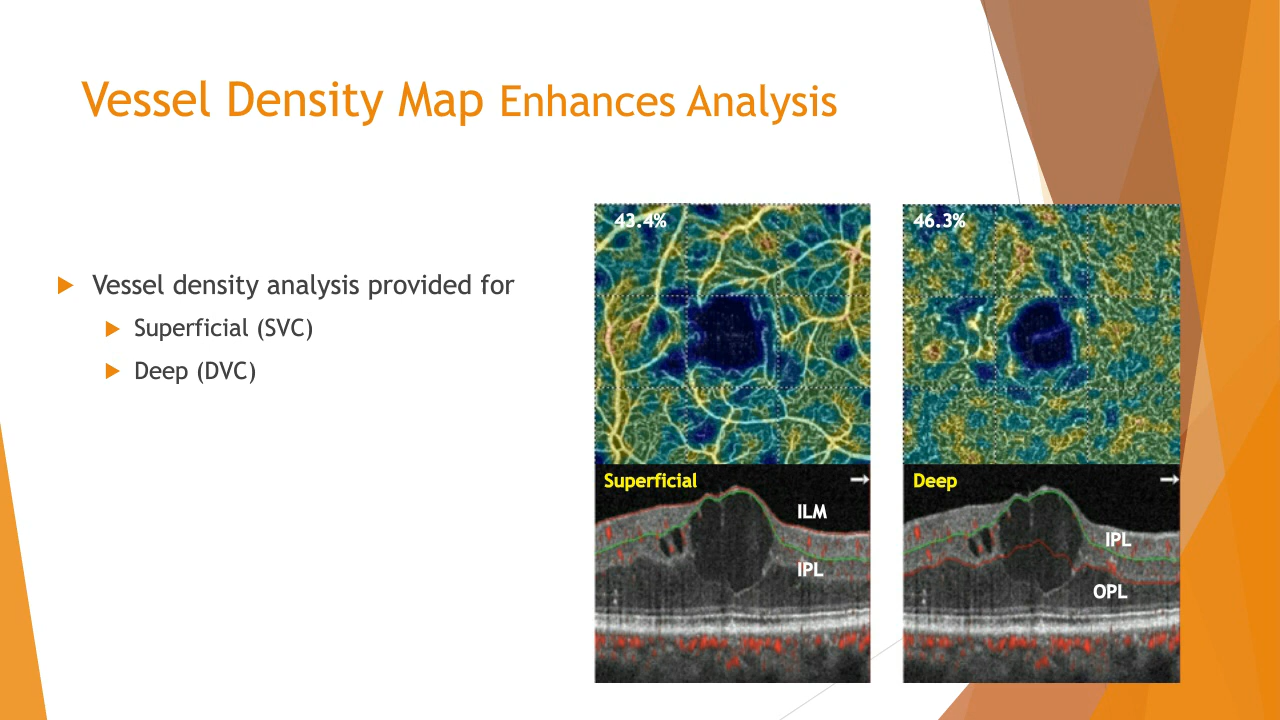 Vessel Density Map Enhances Analysis
Vessel density analysis provided for
Superficial (SVC)
Deep (DVC)
43.4%
Superficial
ILM
IPL
46.3%
Deep
IPL
OPL